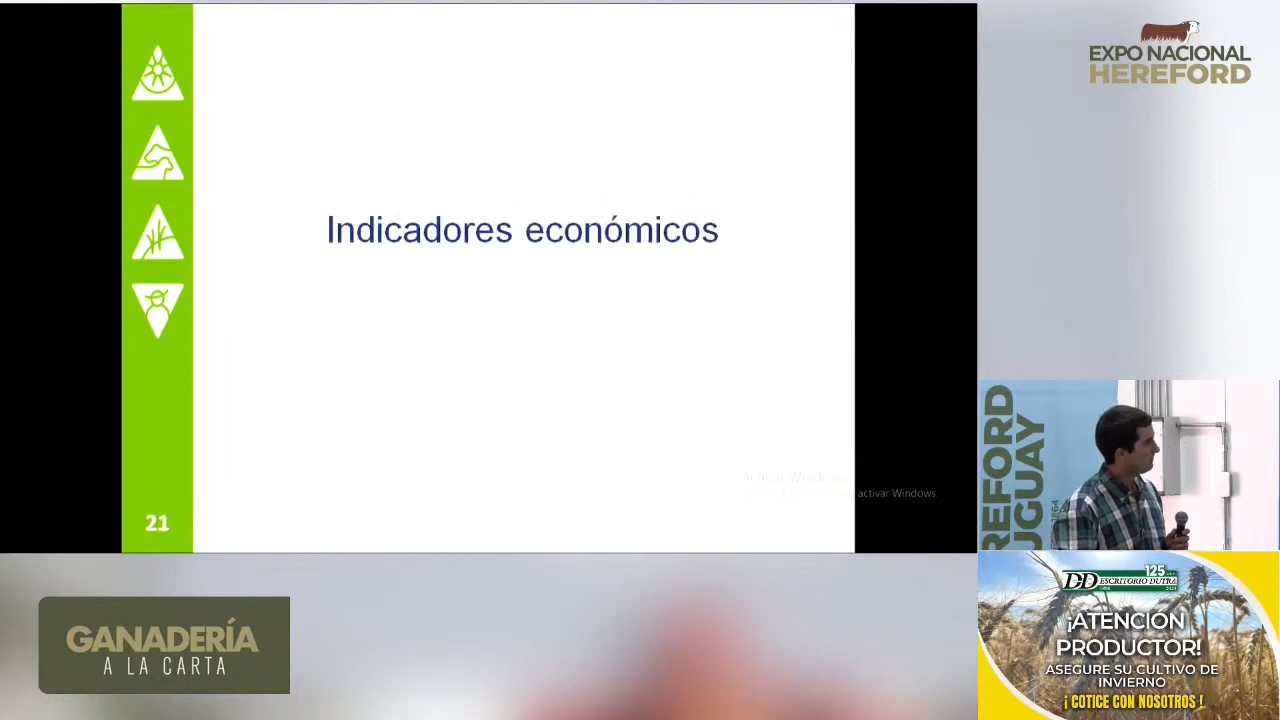 EXPO NACIONAL
HEREFORD
Indicadores económicos
activar Windows.
21
REFORD
UGUAY
1864
GANADERÍA
A LA CARTA
125
D&D ESCRITORIO DUTRA
¡ATENCIÓN
PRODUCTOR!
ASEGURE SU CULTIVO DE
INVIERNO
¡ COTICE CON NOSOTROS !